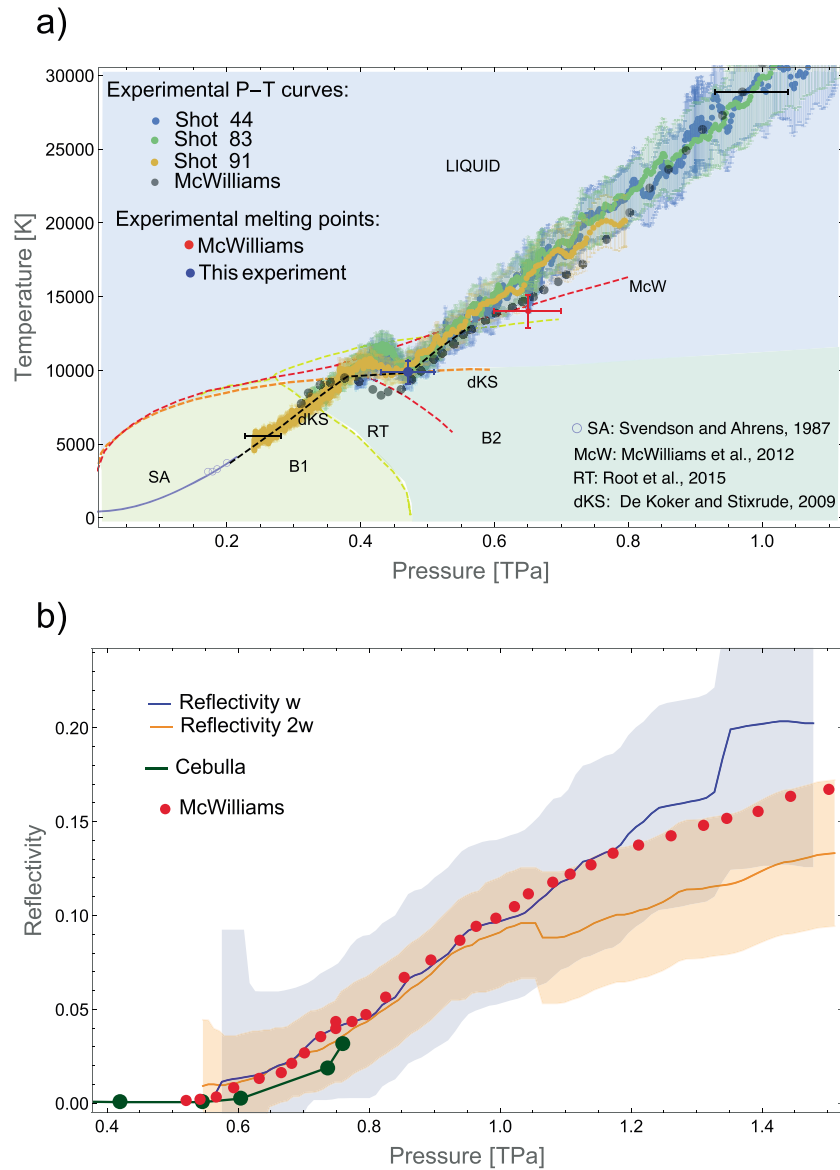 a)
30000
25000
20000
15000
10000
5000
0
Temperature [K]
Experimental P–T curves:
Shot 44
Shot 83
Shot 91
McWilliams
Experimental melting points:
McWilliams
This experiment
LIQUID
McW
dKS
dKS
RT
B2
B1
SA
SA: Svendson and Ahrens, 1987
McW: McWilliams et al., 2012
RT: Root et al., 2015
dKS: De Koker and Stixrude, 2009
0.2 0.4 0.6 0.8 1.0
Pressure [TPa]
b)
0.20
0.15
0.10
0.05
0.00
Reflectivity
Reflectivity w
Reflectivity 2w
Cebulla
McWilliams
0.4 0.6 0.8 1.0 1.2 1.4
Pressure [TPa]